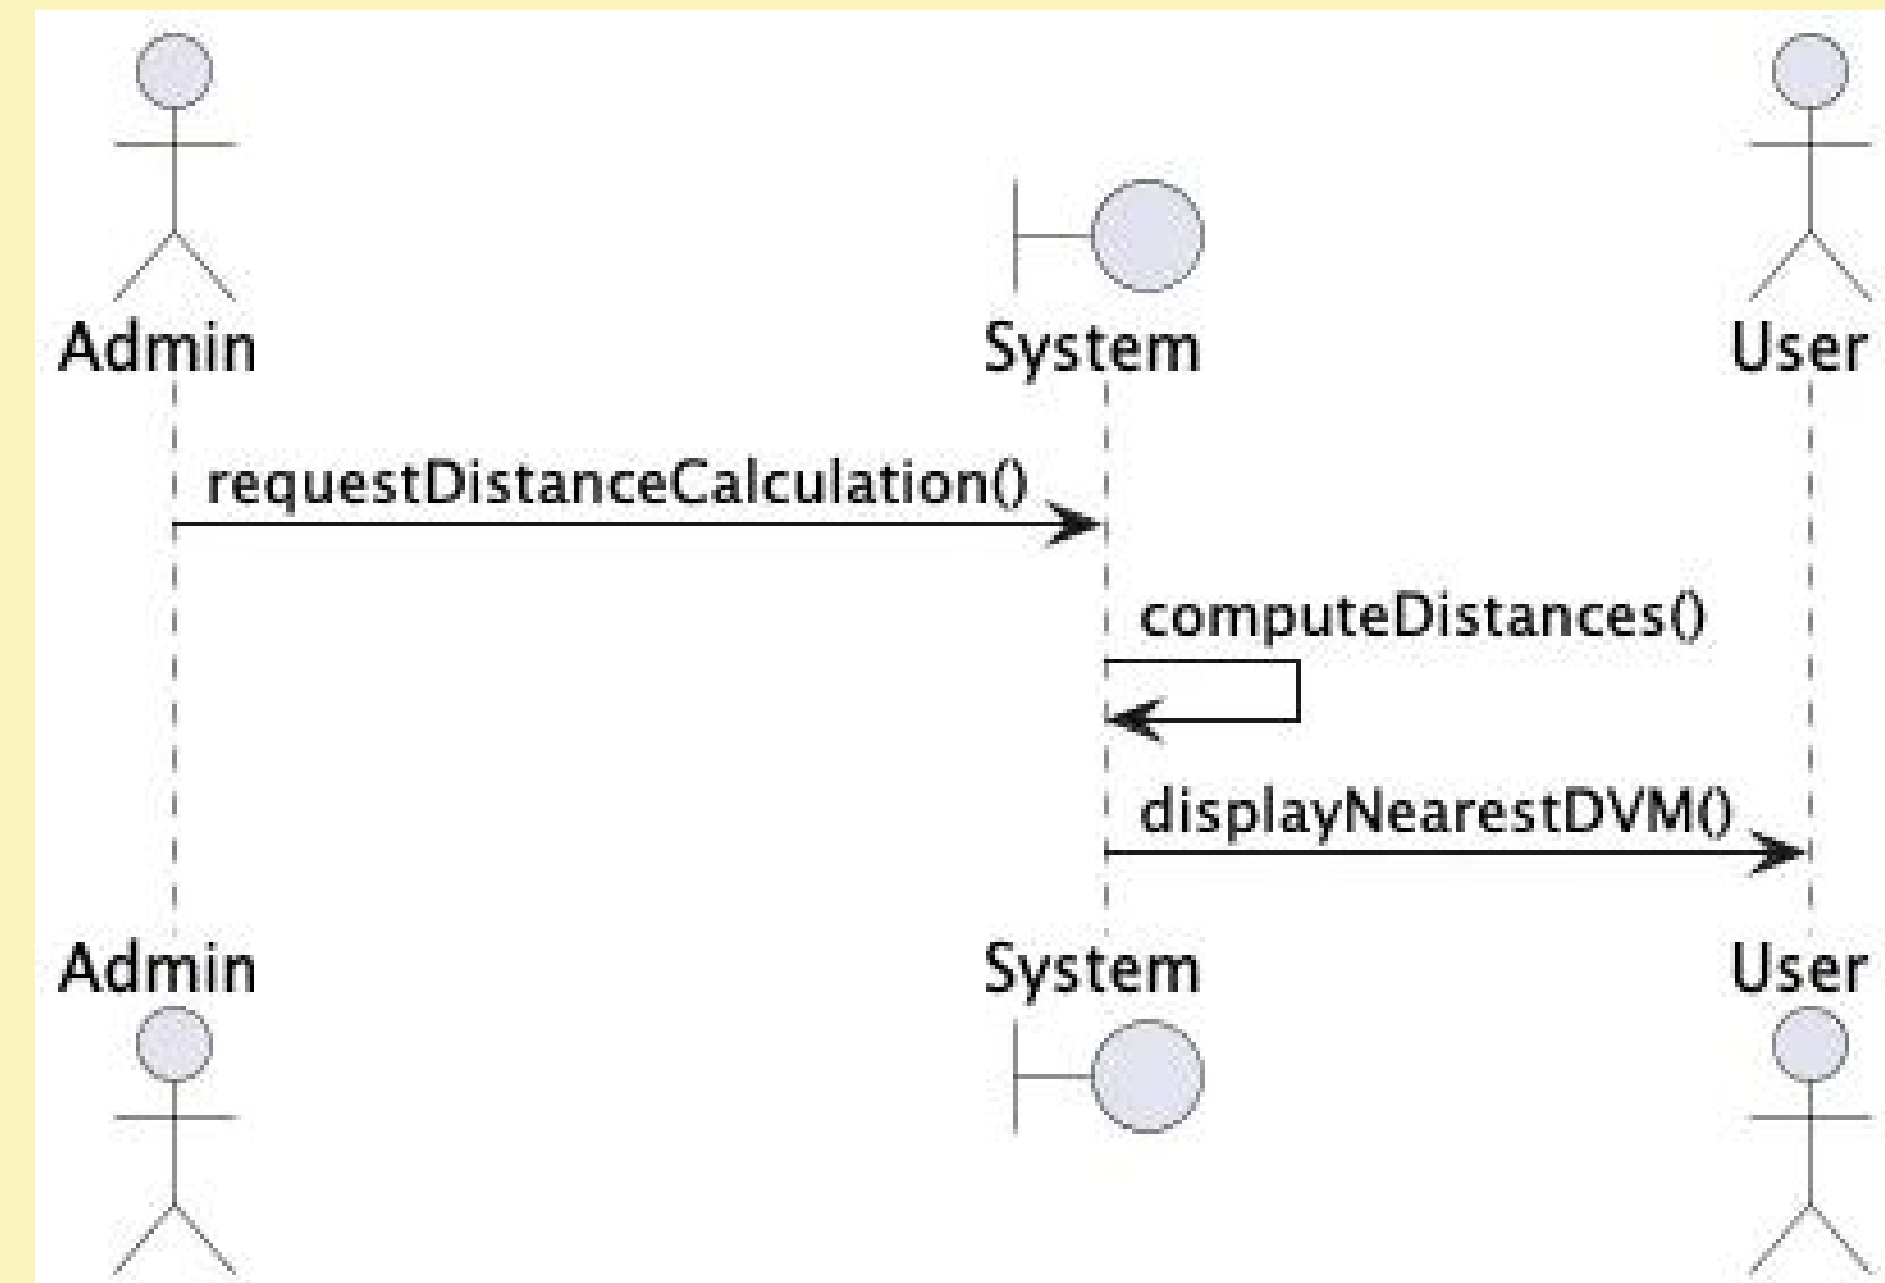 Admin
System
User
requestDistanceCalculation()
computeDistances()
displayNearestDVM()
Admin
System
User